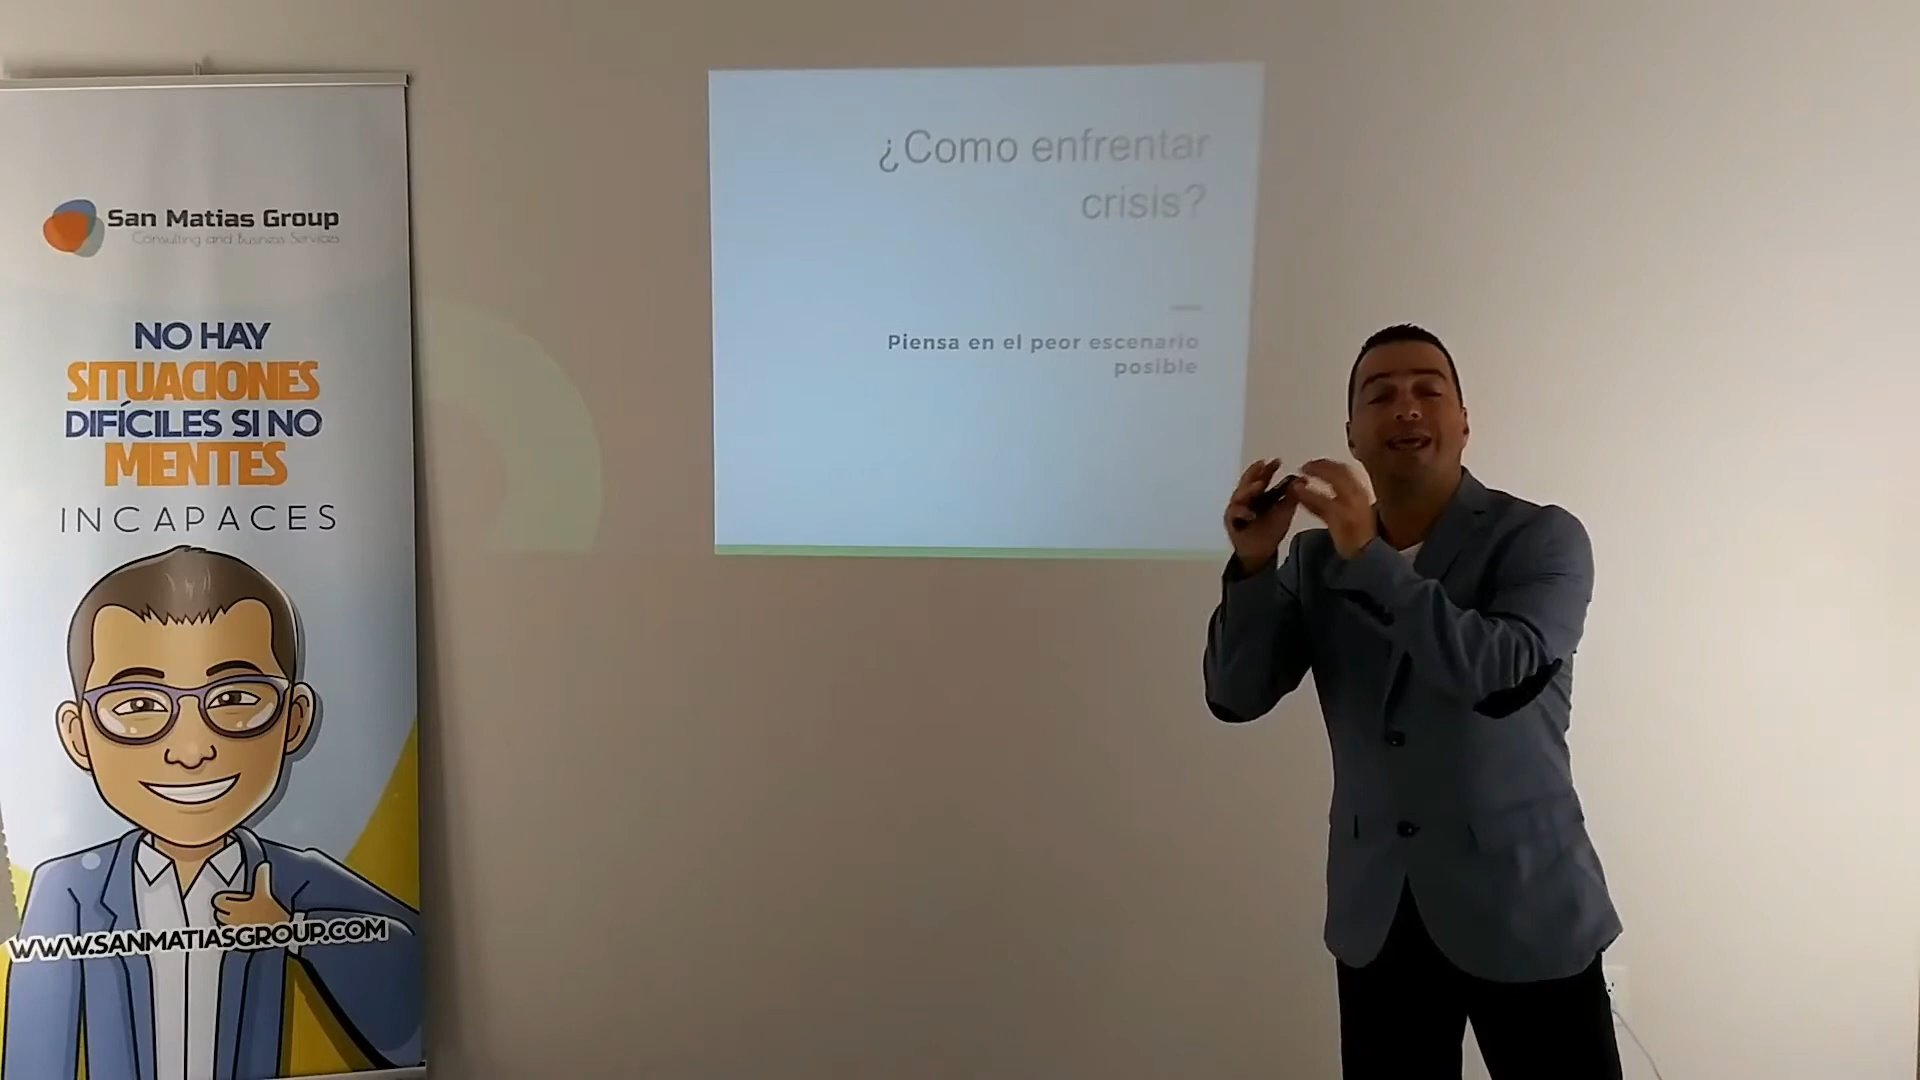 San Matias Group
Consulting and Business Services
NO HAY
SITUACIONES
DIFÍCILES SI NO
MENTES
INCAPACES
WWW.SANMATIASGROUP.COM
¿Como enfrentar
crisis?
Piensa en el peor escenario
posible